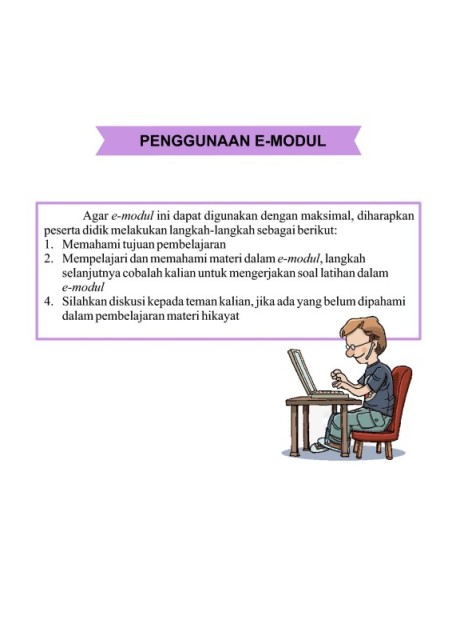 PENGGUNAAN E-MODUL
Agar e-modul ini dapat digunakan dengan maksimal, diharapkan
peserta didik melakukan langkah-langkah sebagai berikut:
1. Memahami tujuan pembelajaran
2. Mempelajari dan memahami materi dalam e-modul, langkah
selanjutnya cobalah kalian untuk mengerjakan soal latihan dalam
e-modul
4. Silahkan diskusi kepada teman kalian, jika ada yang belum dipahami
dalam pembelajaran materi hikayat